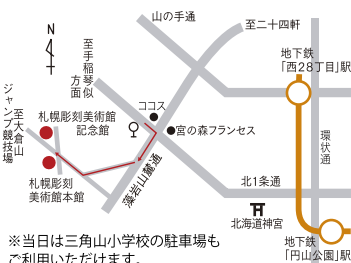 山の手通
至二十四軒
N
至手稲琴似
方面
地下鉄
「西28丁目」駅
至大倉山
ジャンプ競技場
札幌彫刻美術館
記念館
ココス
宮の森フランセス
環状通
札幌彫刻
美術館本館
藻岩山麓通
北1条通
北海道神宮
地下鉄
「円山公園」駅
※当日は三角山小学校の駐車場も
ご利用いただけます。